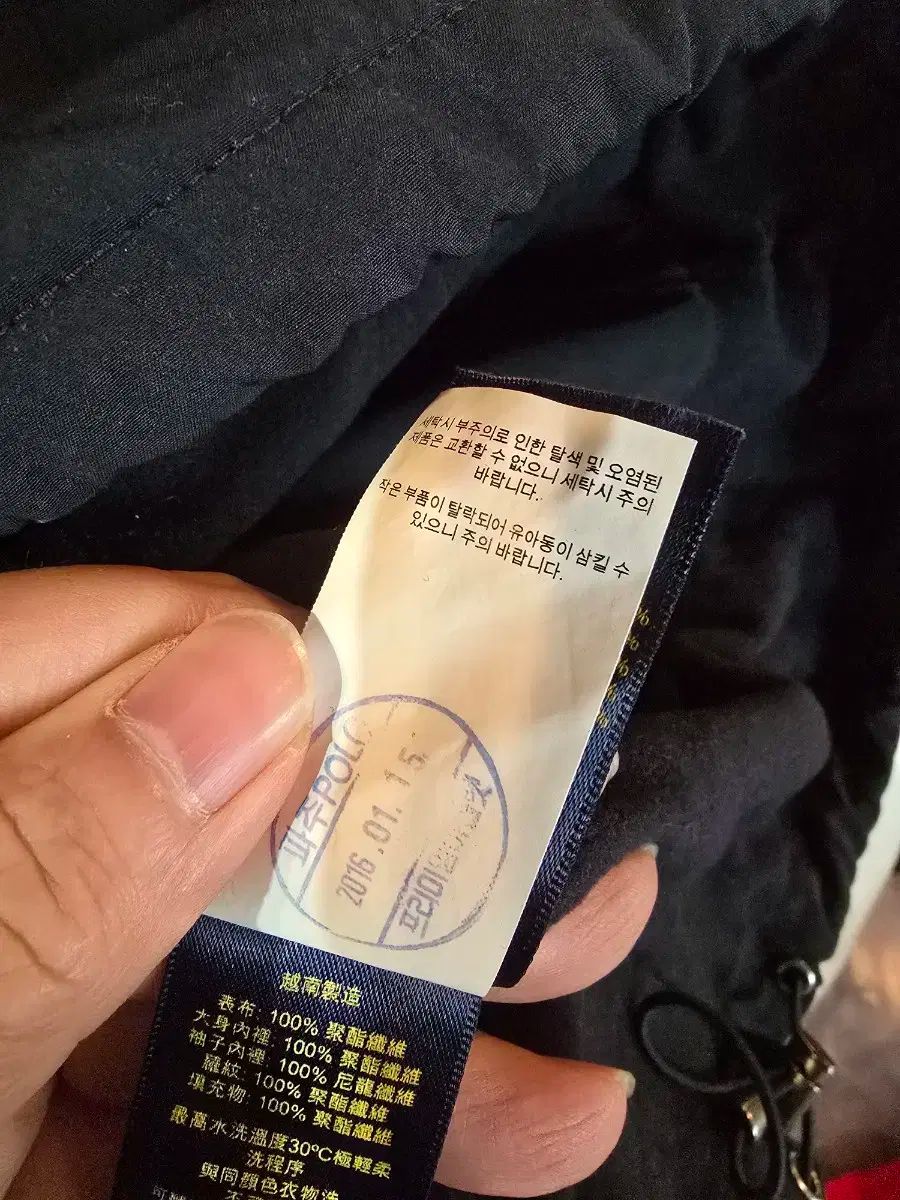 세탁시 부주의로 인한 탈색 및 오염된
제품은 교환할 수 없으니 세탁시 주의
바랍니다.
작은 부품이 탈락되어 유아동이 삼킬 수
있으니 주의 바랍니다.
파주POLO
2016.01.15.
프리미엄아울렛
越南製造
表布: 100% 聚酯纖維
大身內裡: 100% 聚酯纖維
袖子內裡: 100% 尼龍纖維
羅紋: 100% 聚酯纖維
填充物: 100% 聚酯纖維
最高水洗溫度30°C極輕柔
洗程序
與同顏色衣物洗